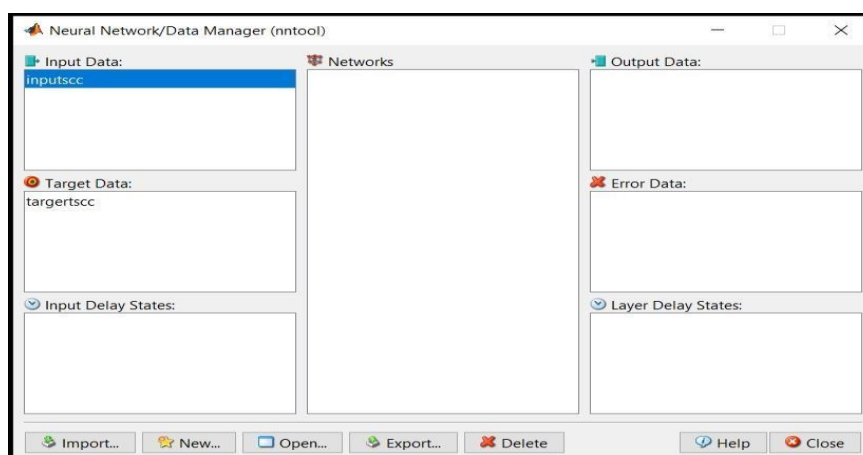 Neural Network/Data Manager (nntool)
Input Data:
inputscc
Networks
Output Data:
Target Data:
targertscc
Error Data:
Input Delay States:
Layer Delay States:
Import... New... Open... Export... Delete Help Close